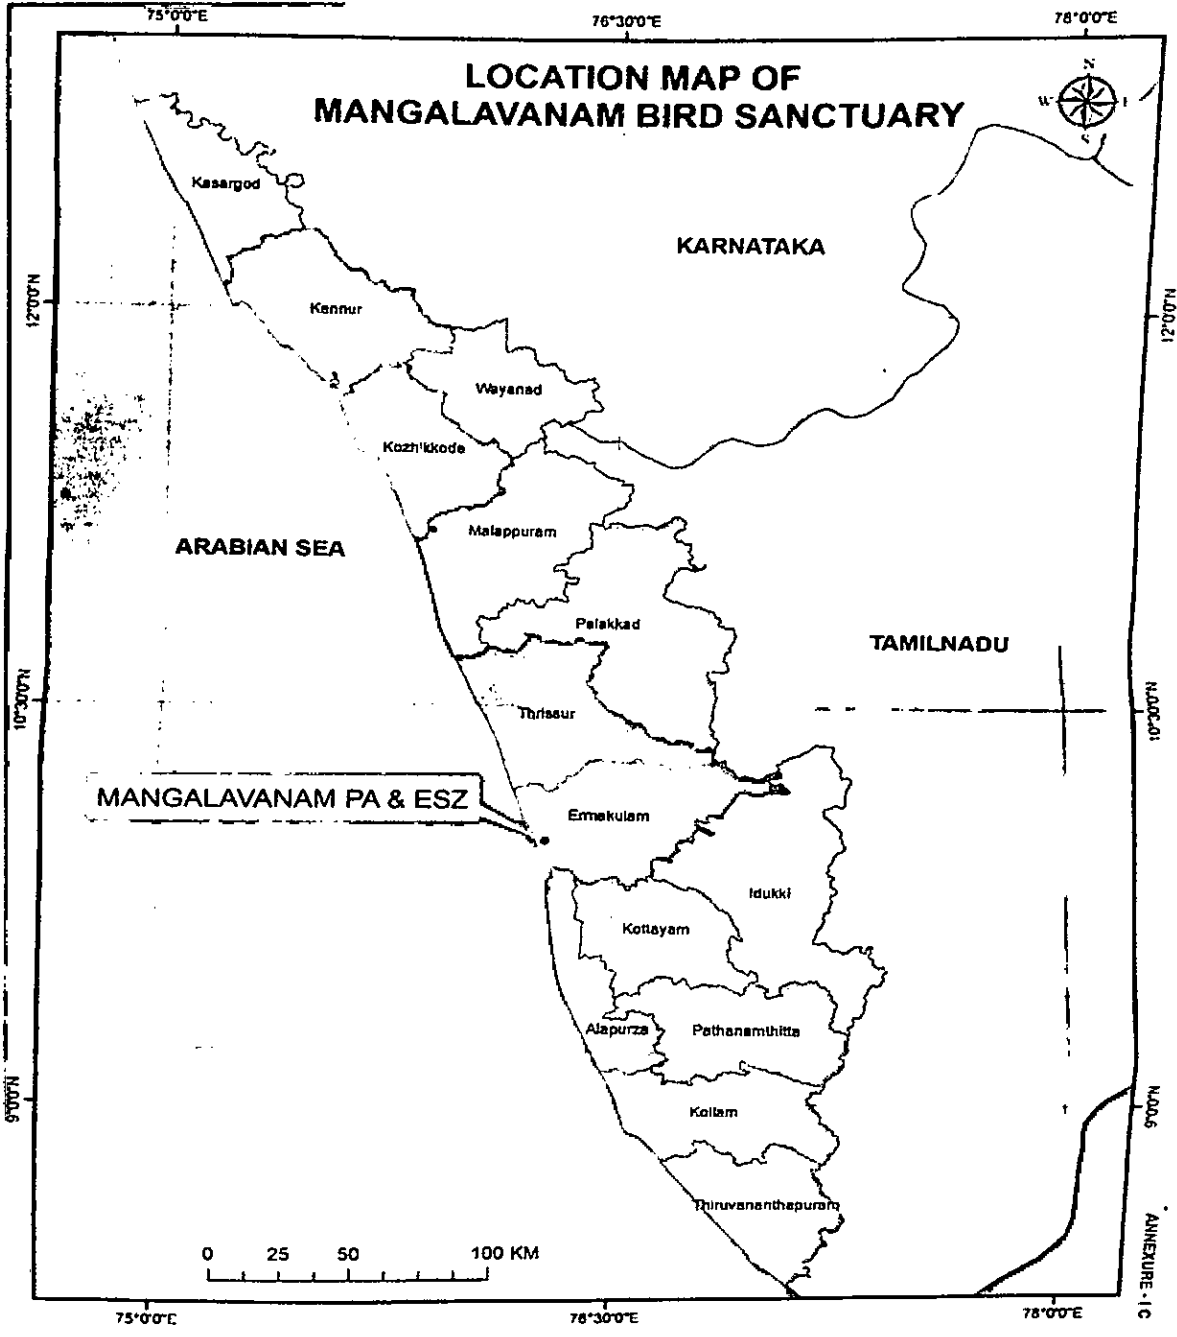 75°0'0"E
76°30'0"E
78°0'0"E
LOCATION MAP OF
MANGALAVANAM BIRD SANCTUARY
N
W
E
S
Kasargod
KARNATAKA
12°0'0"N
12°0'0"N
Kannur
Wayanad
Kozhikkode
Malappuram
ARABIAN SEA
Palakkad
TAMILNADU
10°30'0"N
10°30'0"N
Thrissur
MANGALAVANAM PA & ESZ
Ernakulam
Idukki
Kottayam
Alapurza
Pathanamthitta
9°0'0"N
9°0'0"N
Kollam
Thiruvananthapuram
ANNEXURE - I C
0 25 50 100 KM
75°0'0"E
76°30'0"E
78°0'0"E